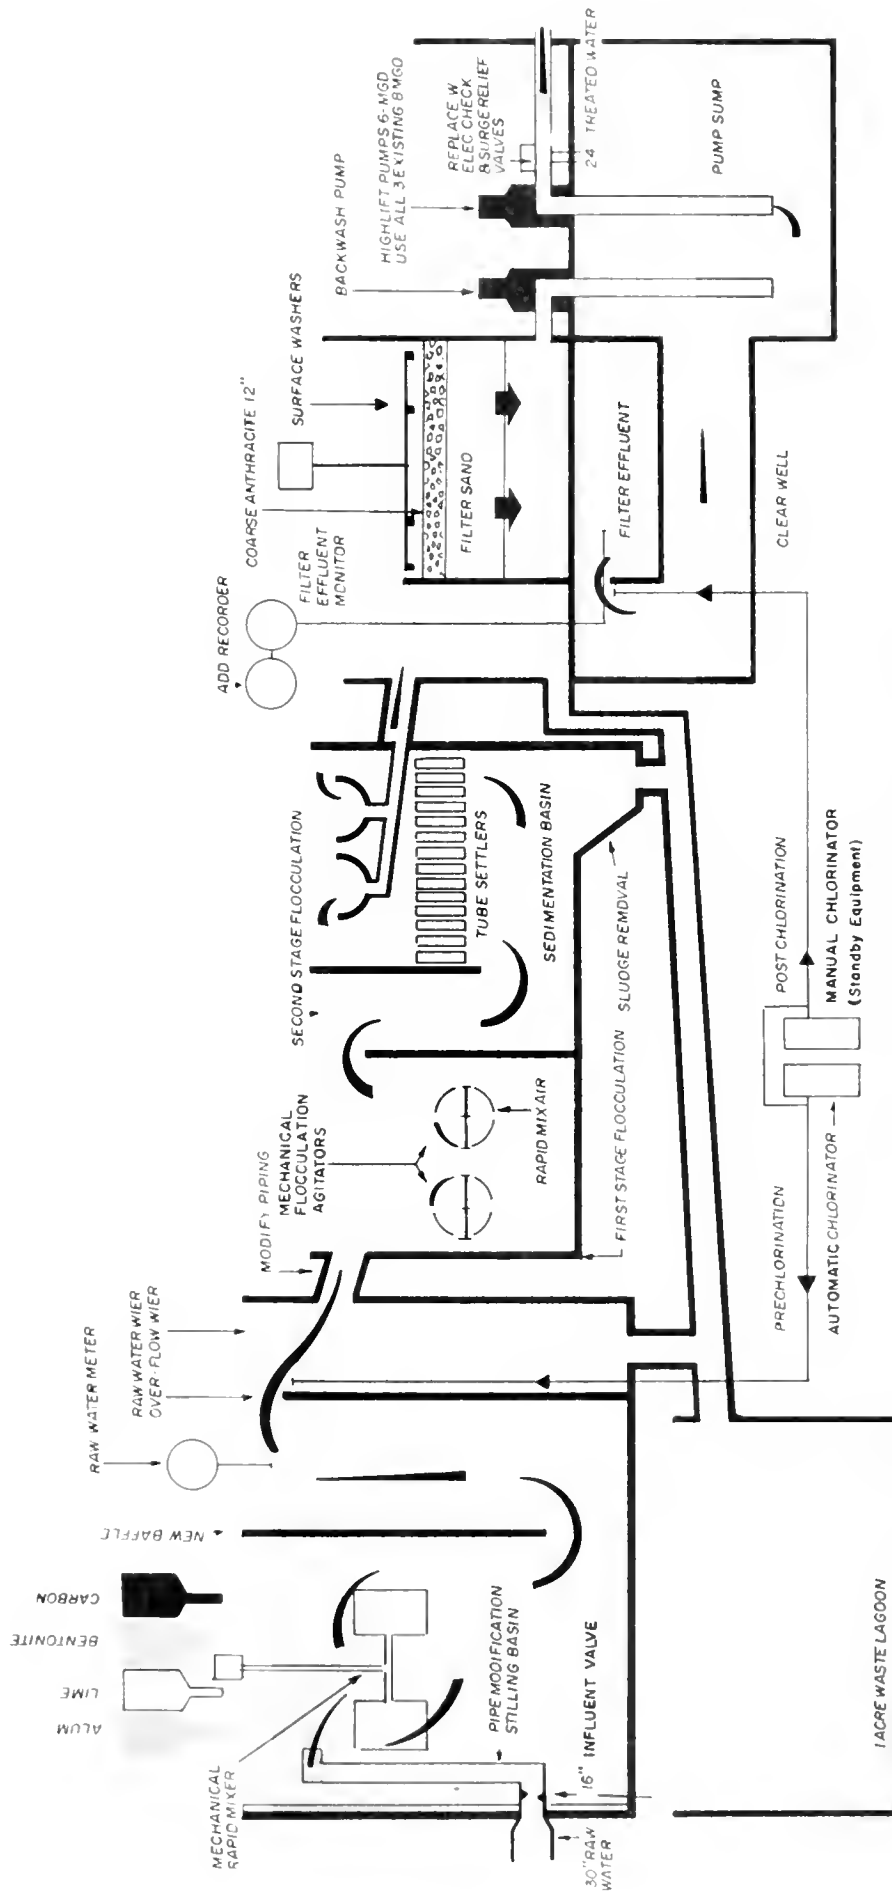 ALUM
LIME
BENTONITE
CARBON
MECHANICAL
RAPID MIXER
NEW BAFFLE
RAW WATER METER
RAW WATER WIER
OVER-FLOW WIER
MODIFY PIPING
MECHANICAL
FLOCCULATION
AGITATORS
SECOND STAGE FLOCCULATION
ADD RECORDER
FILTER
EFFLUENT
MONITOR
COARSE ANTHRACITE 12"
SURFACE WASHERS
BACKWASH PUMP
HIGHLIFT PUMPS 6-MGD
USE ALL 3 EXISTING 8MGD
REPLACE W
ELEC CHECK
& SURGE RELIEF
VALVES
24 TREATED WATER
PUMP SUMP
30" RAW
WATER
16" INFLUENT VALVE
PIPE MODIFICATION
STILLING BASIN
RAPID MIX AIR
FIRST STAGE FLOCCULATION
SLUDGE REMOVAL
TUBE SETTLERS
SEDIMENTATION BASIN
FILTER SAND
FILTER EFFLUENT
CLEAR WELL
PRECHLORINATION
POST CHLORINATION
AUTOMATIC CHLORINATOR
MANUAL CHLORINATOR
(Standby Equipment)
1 ACRE WASTE LAGOON